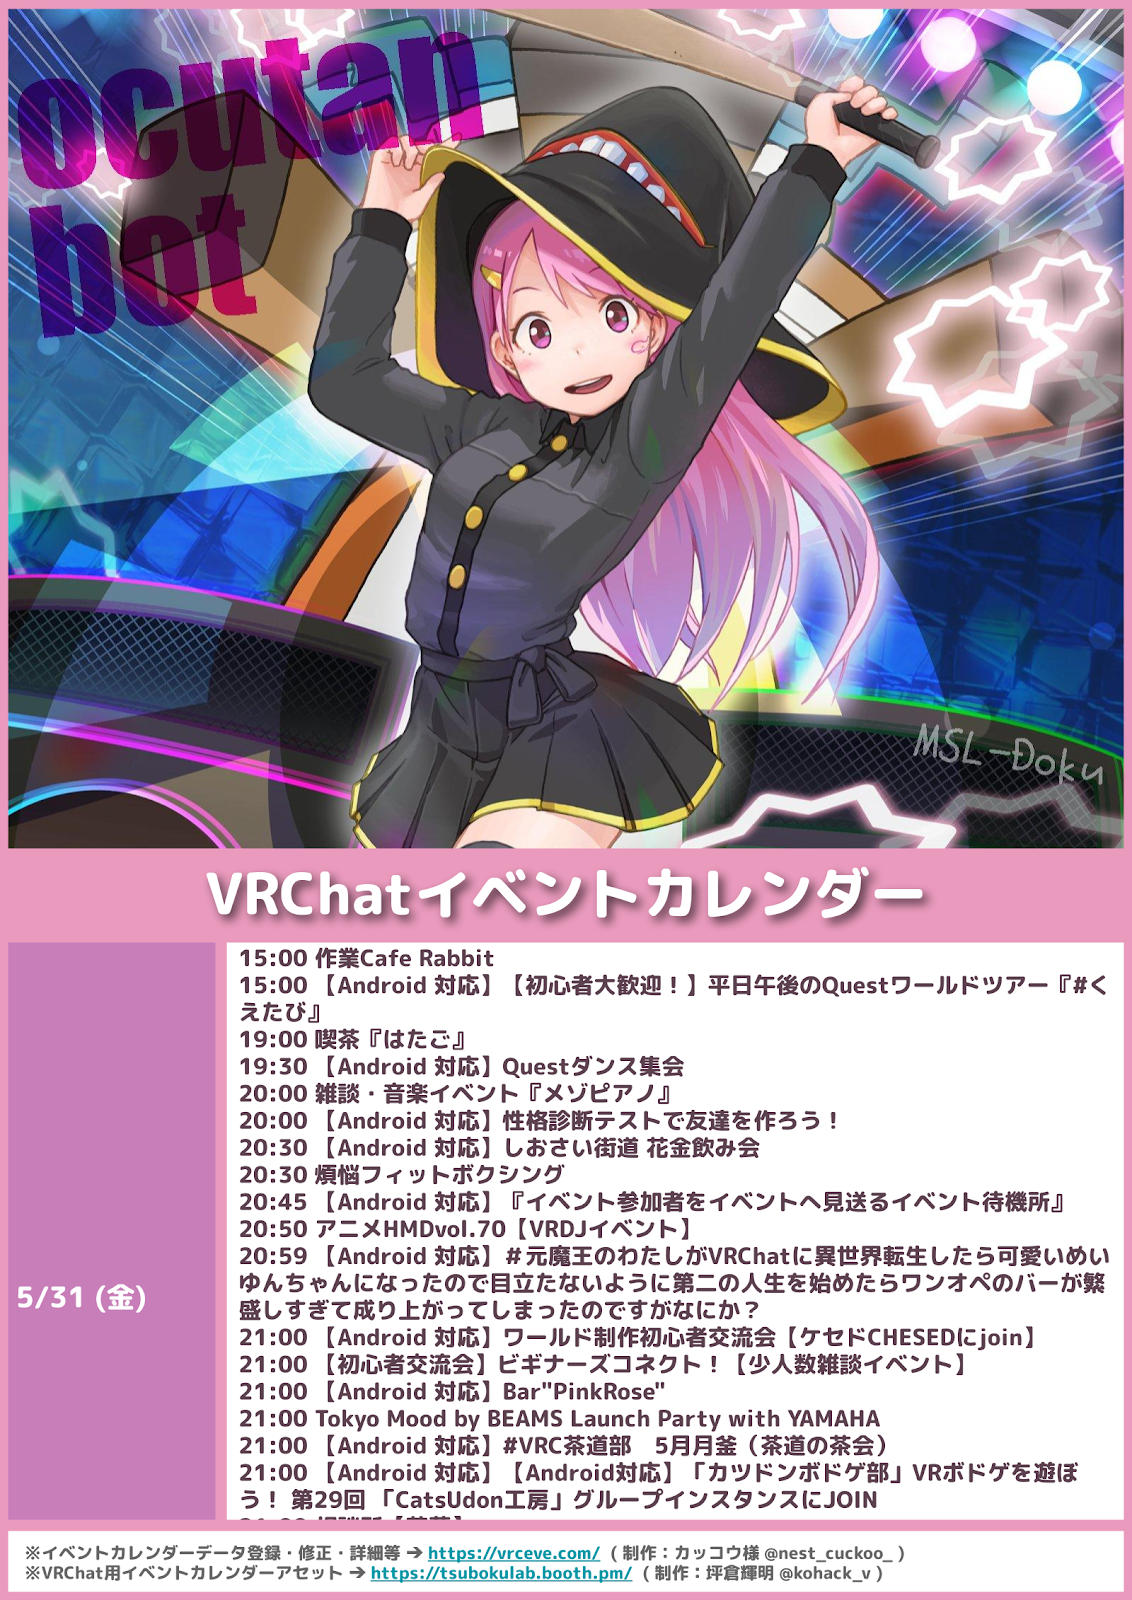 ocutan
bot
MSL-Doku
VRChatイベントカレンダー
5/31 (金)
15:00 作業Cafe Rabbit
15:00 【Android 対応】【初心者大歓迎！】平日午後のQuestワールドツアー『#く
えたび』
19:00 喫茶『はたご』
19:30 【Android 対応】Questダンス集会
20:00 雑談・音楽イベント『メゾピアノ』
20:00 【Android 対応】性格診断テストで友達を作ろう！
20:30 【Android 対応】しおさい街道 花金飲み会
20:30 煩悩フィットボクシング
20:45 【Android 対応】『イベント参加者をイベントへ見送るイベント待機所』
20:50 アニメHMDvol.70【VRDJイベント】
20:59 【Android 対応】＃元魔王のわたしがVRChatに異世界転生したら可愛いめい
ゆんちゃんになったので目立たないように第二の人生を始めたらワンオペのバーが繁
盛しすぎて成り上がってしまったのですがなにか？
21:00 【Android 対応】ワールド制作初心者交流会【ケセドCHESEDにjoin】
21:00 【初心者交流会】ビギナーズコネクト！【少人数雑談イベント】
21:00 【Android 対応】Bar"PinkRose"
21:00 Tokyo Mood by BEAMS Launch Party with YAMAHA
21:00 【Android 対応】#VRC茶道部　5月月釜（茶道の茶会）
21:00 【Android 対応】【Android対応】「カツドンボドゲ部」VRボドゲを遊ぼ
う！ 第29回 「CatsUdon工房」グループインスタンスにJOIN
※イベントカレンダーデータ登録・修正・詳細等 ➔ https://vrceve.com/ （ 制作：カッコウ様 @nest_cuckoo_ ）
※VRChat用イベントカレンダーアセット ➔ https://tsubokulab.booth.pm/ （ 制作：坪倉輝明 @kohack_v ）